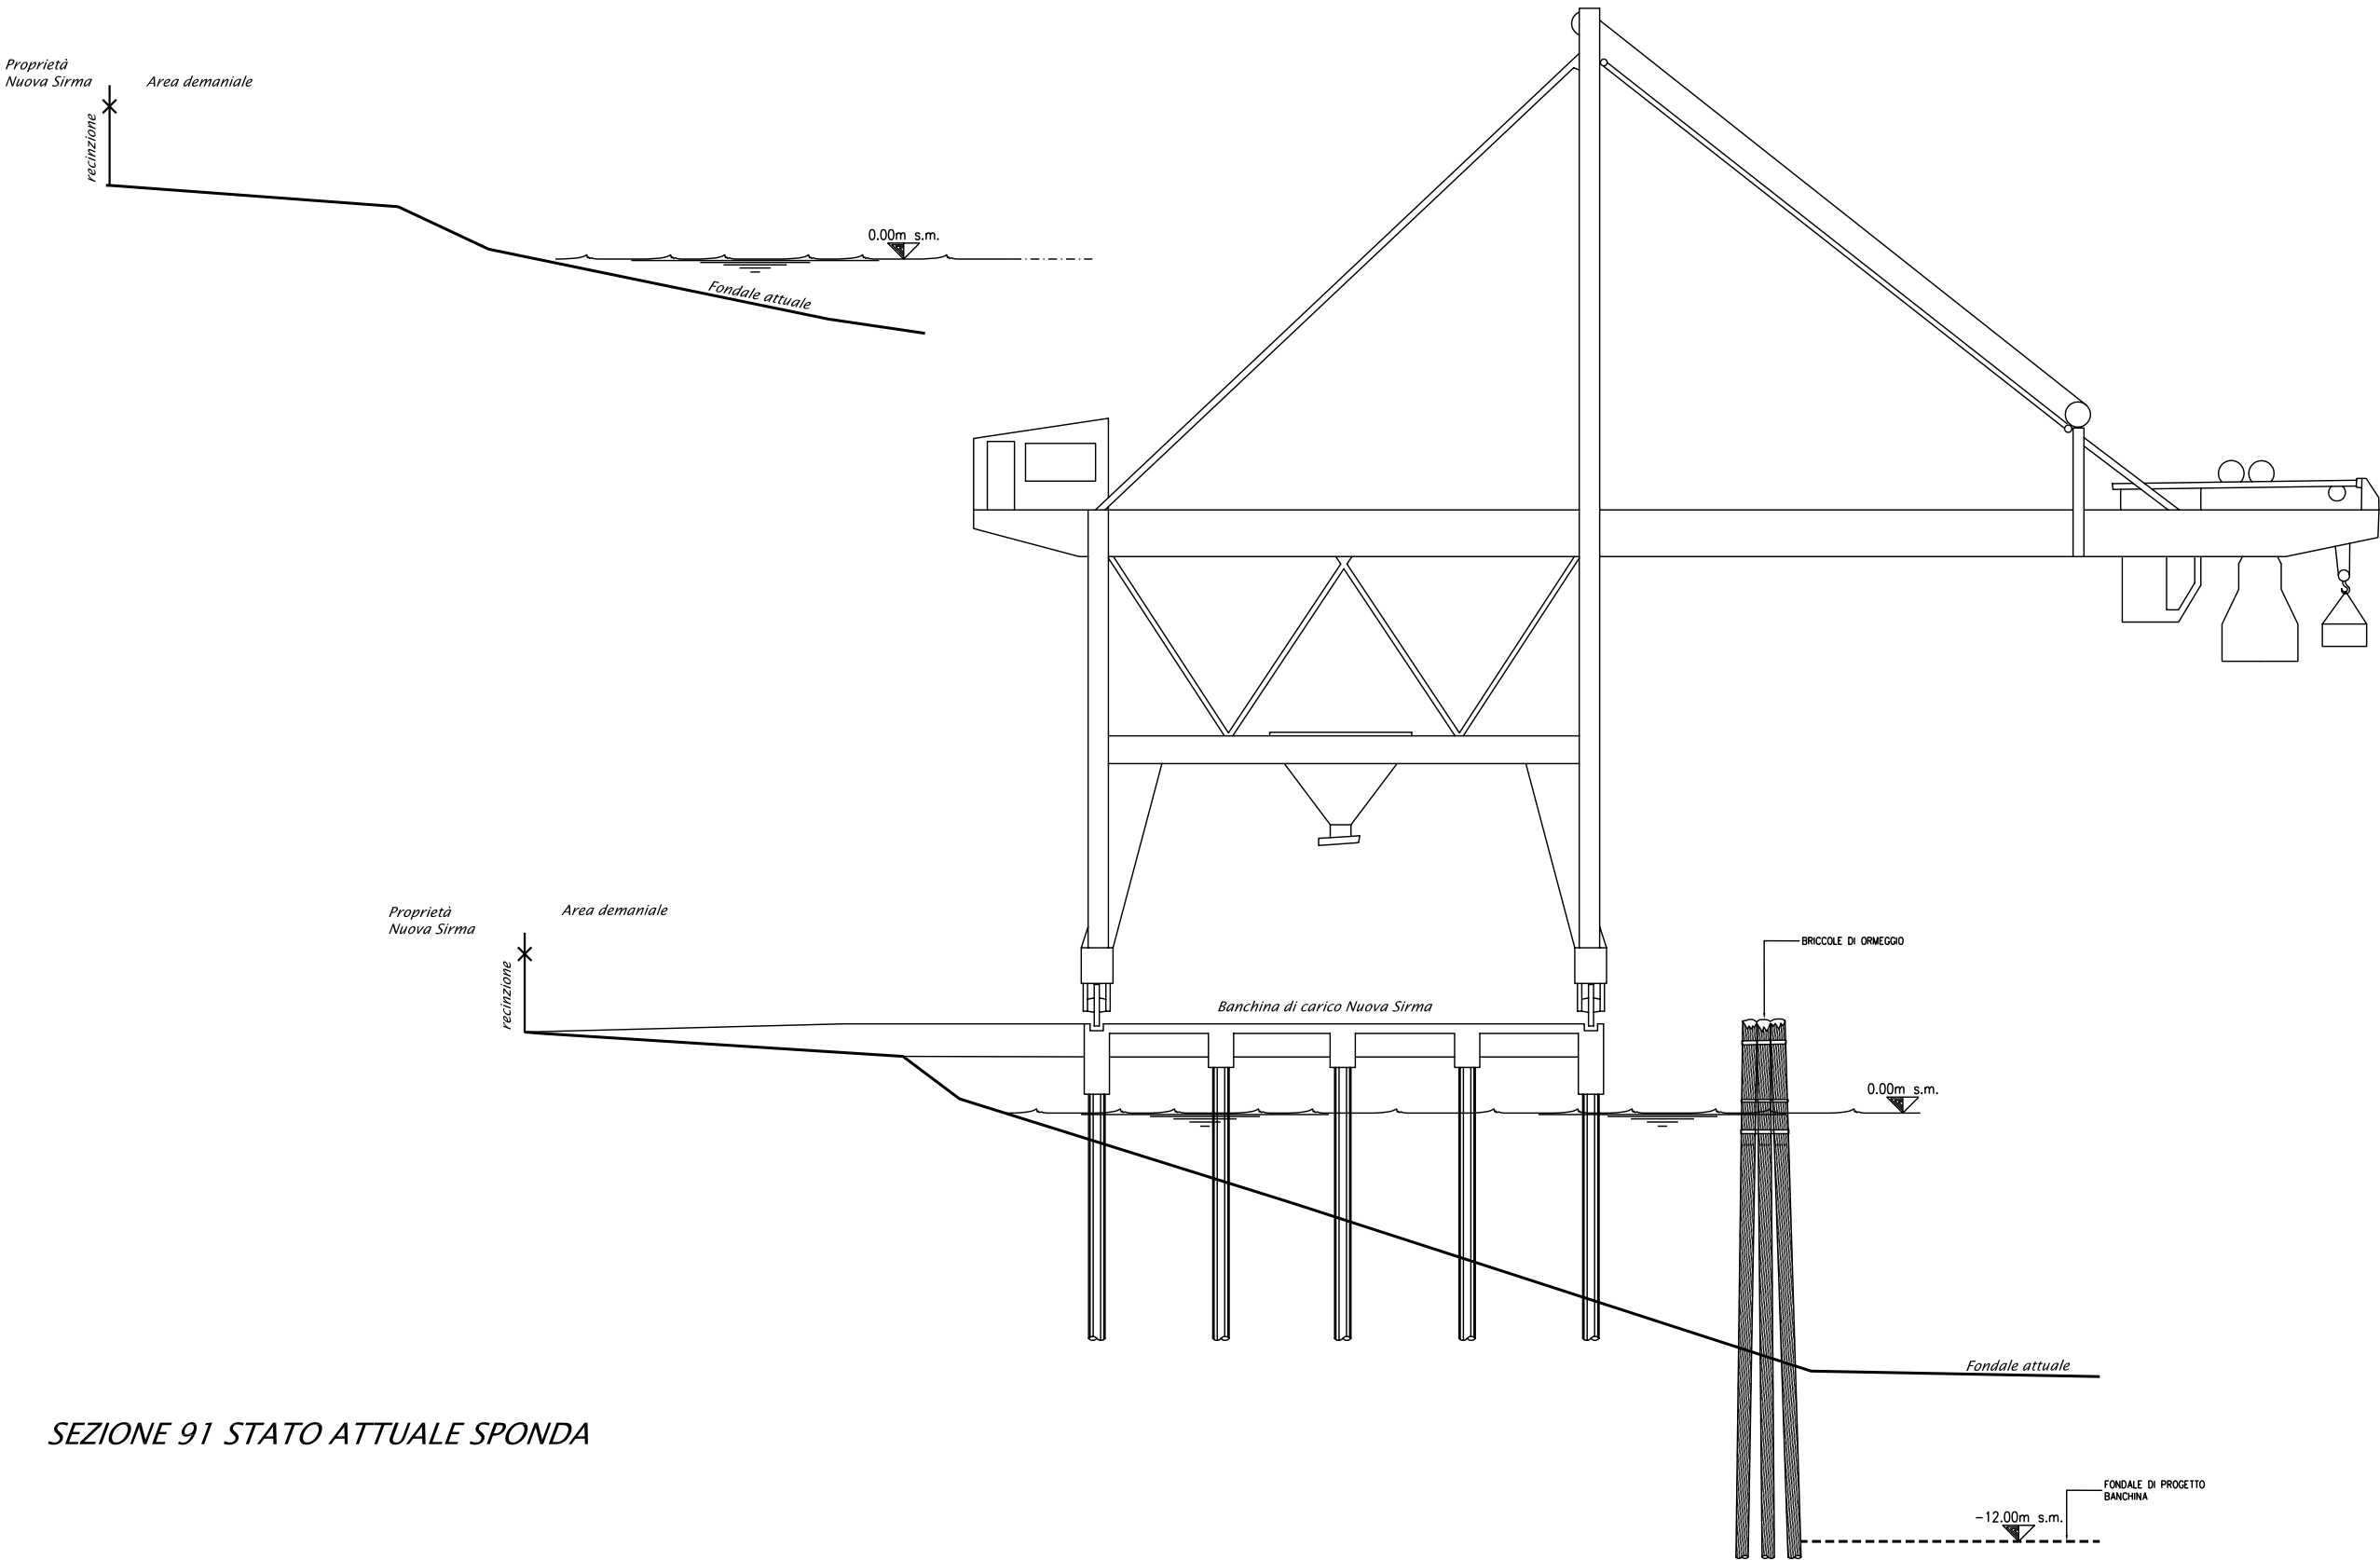 Proprietà
Nuova Sirma
Area demaniale
recinzione
0.00m s.m.
Fondale attuale
Proprietà
Nuova Sirma
Area demaniale
recinzione
Banchina di carico Nuova Sirma
BRICCOLE DI ORMEGGIO
0.00m s.m.
Fondale attuale
SEZIONE 91 STATO ATTUALE SPONDA
FONDALE DI PROGETTO
BANCHINA
-12.00m s.m.